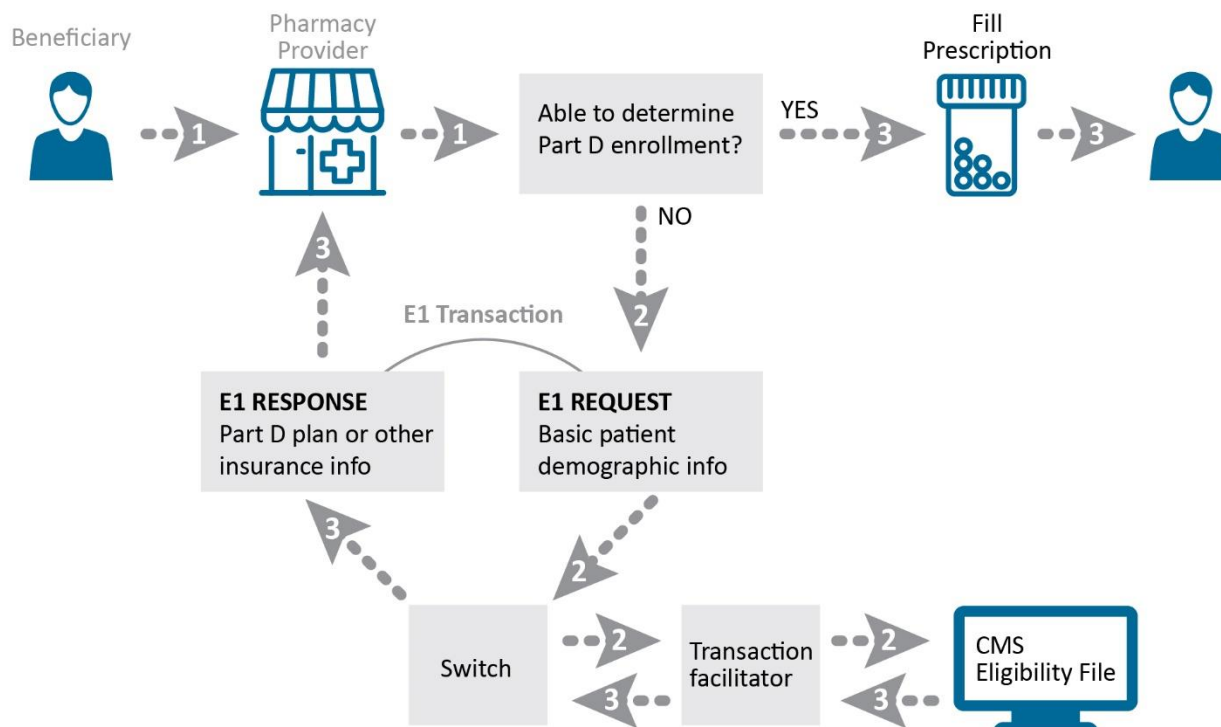 Beneficiary
Pharmacy
Provider
Fill
Prescription
1
1
Able to determine
Part D enrollment?
YES
3
3
NO
3
2
E1 Transaction
E1 RESPONSE
Part D plan or other
insurance info
E1 REQUEST
Basic patient
demographic info
3
2
Switch
2
3
Transaction
facilitator
2
3
CMS
Eligibility File